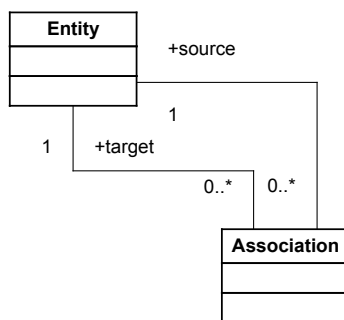 Entity
+source
1
1 +target
0..* 0..*
Association